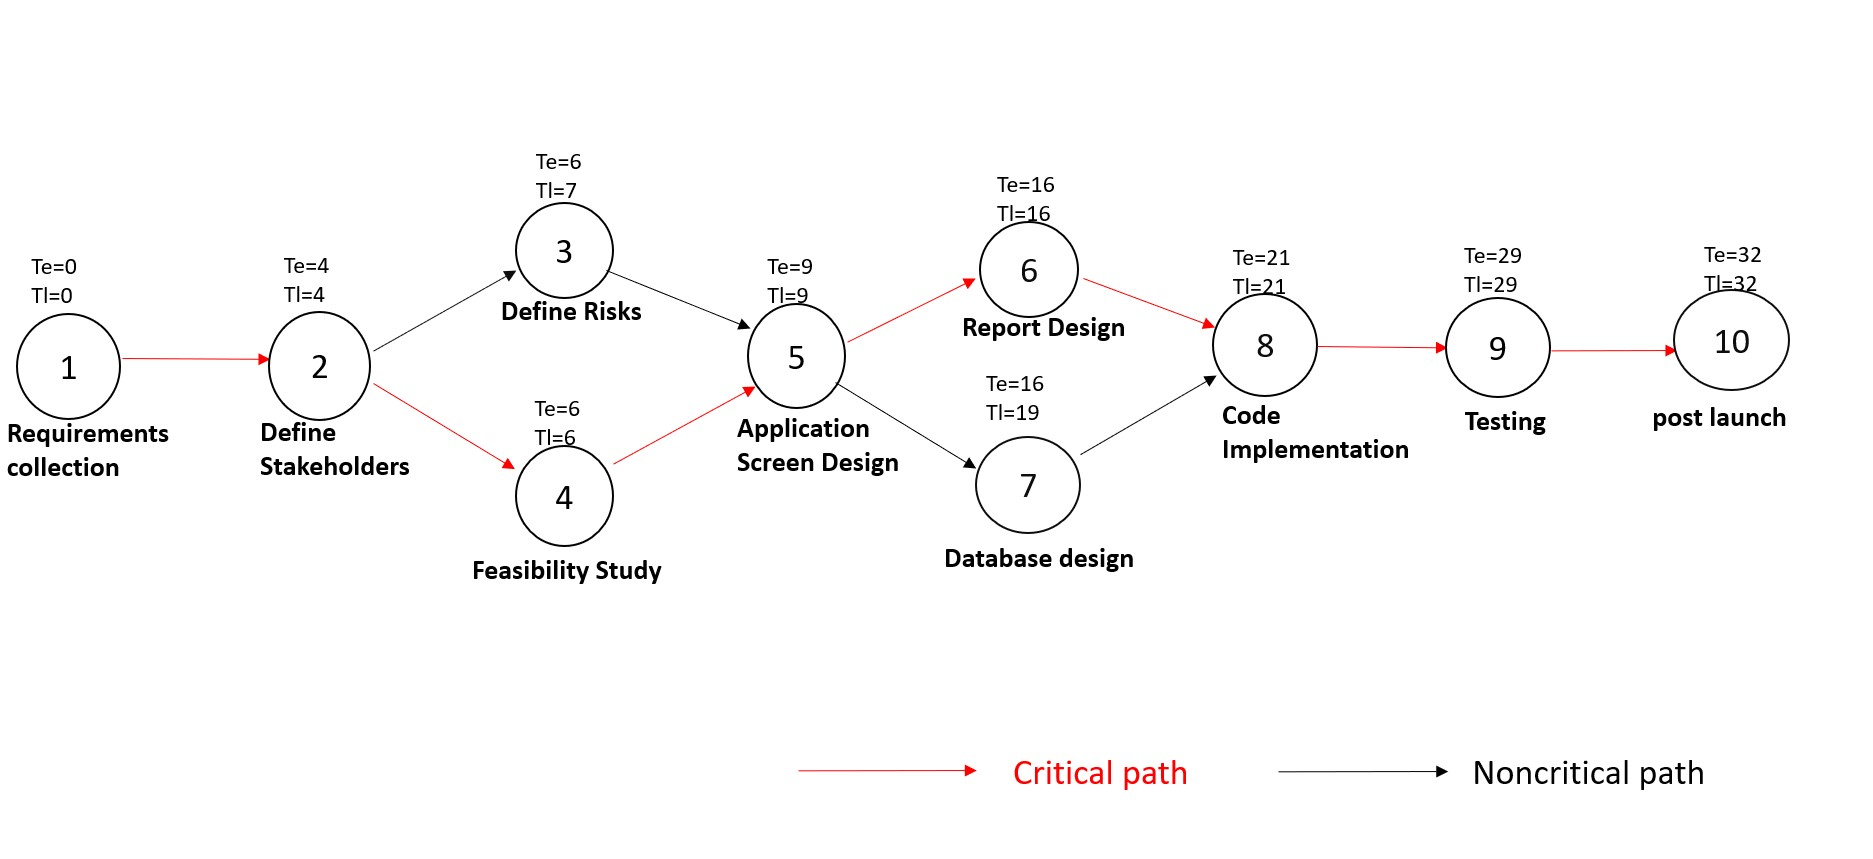 Te=0
Tl=0
1
Requirements
collection
Te=4
Tl=4
2
Define
Stakeholders
Te=6
Tl=7
3
Define Risks
Te=6
Tl=6
4
Feasibility Study
Te=9
Tl=9
5
Application
Screen Design
Te=16
Tl=16
6
Report Design
Te=16
Tl=19
7
Database design
Te=21
Tl=21
8
Code
Implementation
Te=29
Tl=29
9
Testing
Te=32
Tl=32
10
post launch
Critical path
Noncritical path